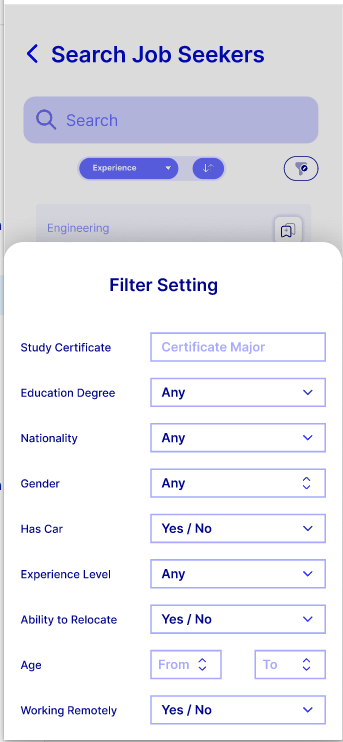 Search Job Seekers
Search
Experience
Engineering
Filter Setting
Study Certificate Certificate Major
Education Degree Any
Nationality Any
Gender Any
Has Car Yes / No
Experience Level Any
Ability to Relocate Yes / No
Age From To
Working Remotely Yes / No